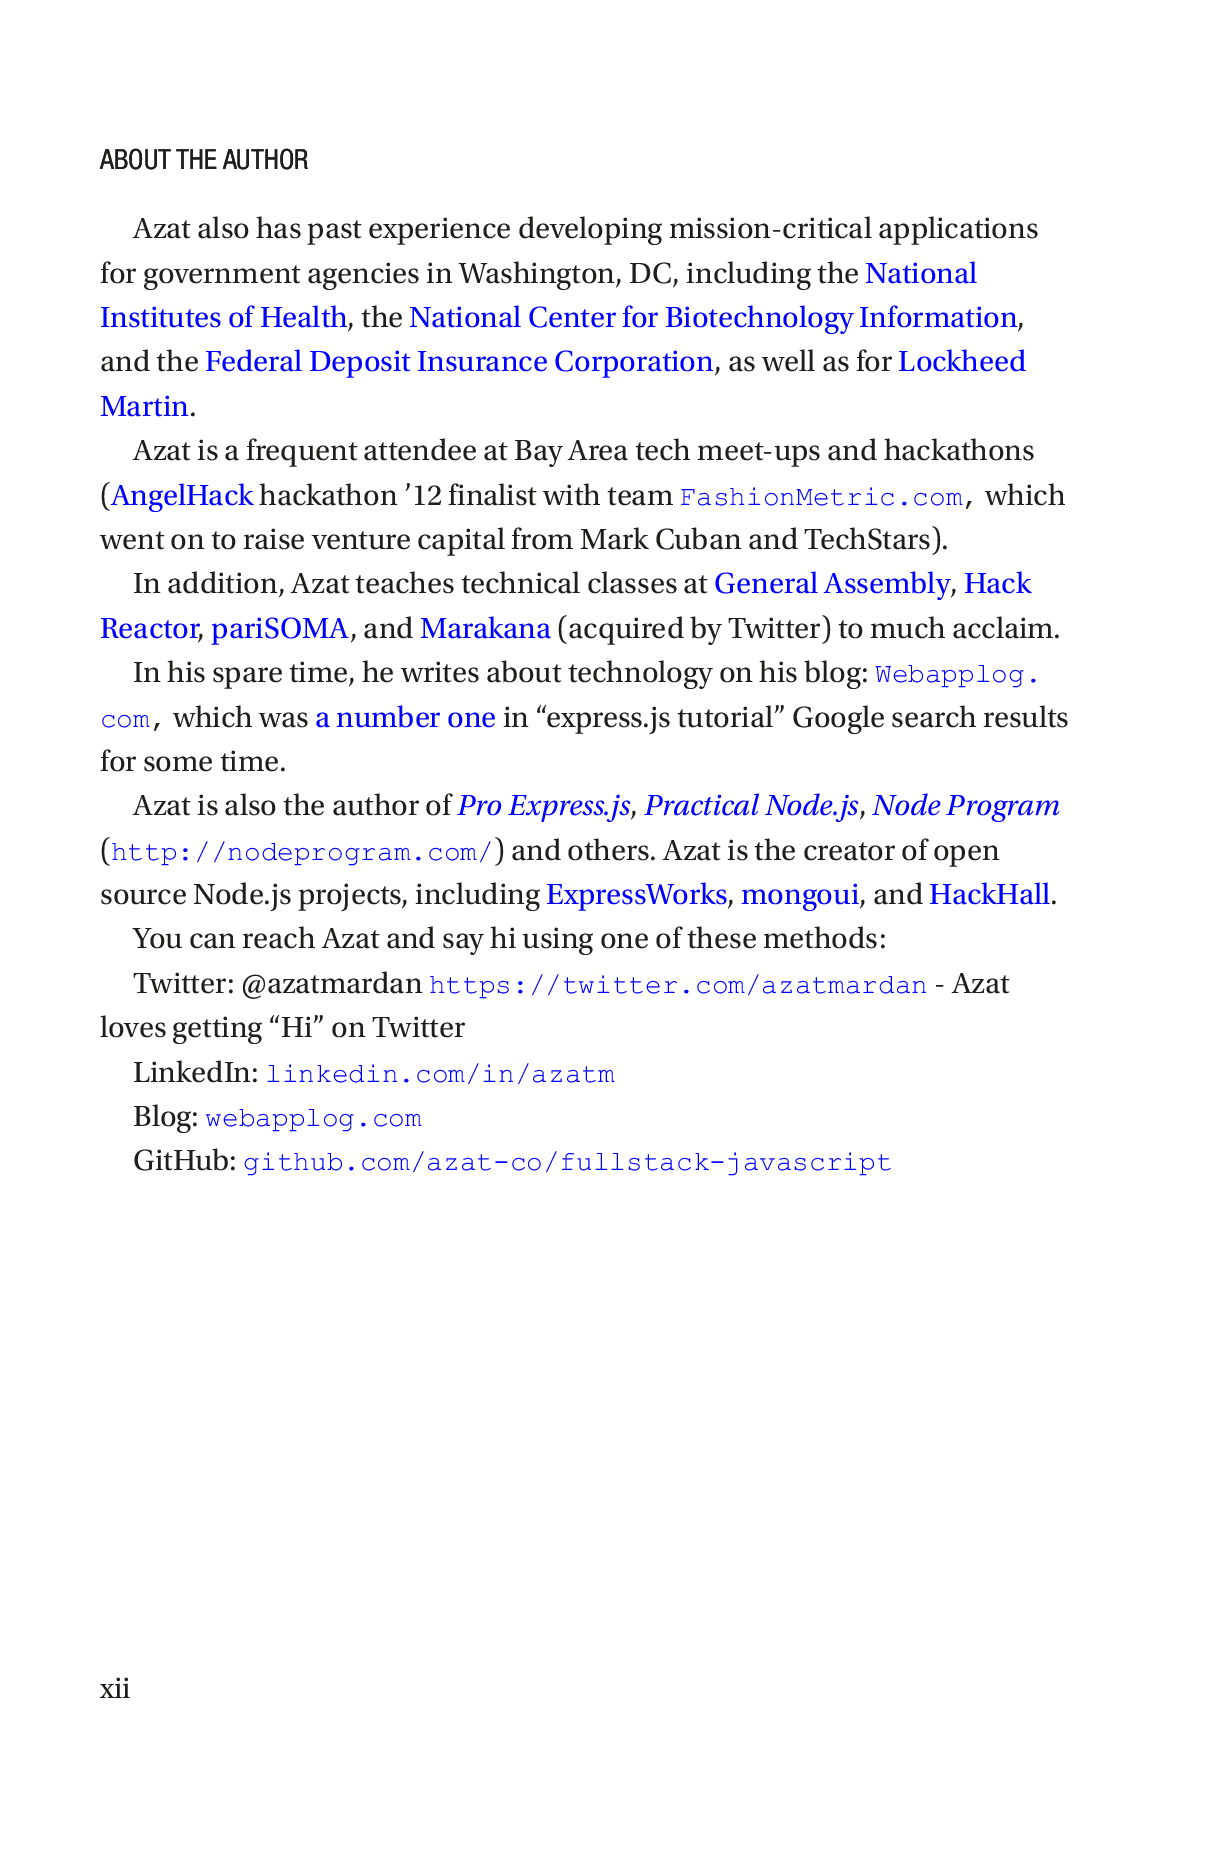 ABOUT THE AUTHOR
Azat also has past experience developing mission-critical applications
for government agencies in Washington, DC, including the National
Institutes of Health, the National Center for Biotechnology Information,
and the Federal Deposit Insurance Corporation, as well as for Lockheed
Martin.
Azat is a frequent attendee at Bay Area tech meet-ups and hackathons
(AngelHack hackathon ’12 finalist with team FashionMetric.com, which
went on to raise venture capital from Mark Cuban and TechStars).
In addition, Azat teaches technical classes at General Assembly, Hack
Reactor, pariSOMA, and Marakana (acquired by Twitter) to much acclaim.
In his spare time, he writes about technology on his blog: Webapplog.
com, which was a number one in “express.js tutorial” Google search results
for some time.
Azat is also the author of Pro Express.js, Practical Node.js, Node Program
(http://nodeprogram.com/) and others. Azat is the creator of open
source Node.js projects, including ExpressWorks, mongoui, and HackHall.
You can reach Azat and say hi using one of these methods:
Twitter: @azatmardan https://twitter.com/azatmardan - Azat
loves getting “Hi” on Twitter
LinkedIn: linkedin.com/in/azatm
Blog: webapplog.com
GitHub: github.com/azat-co/fullstack-javascript
xii